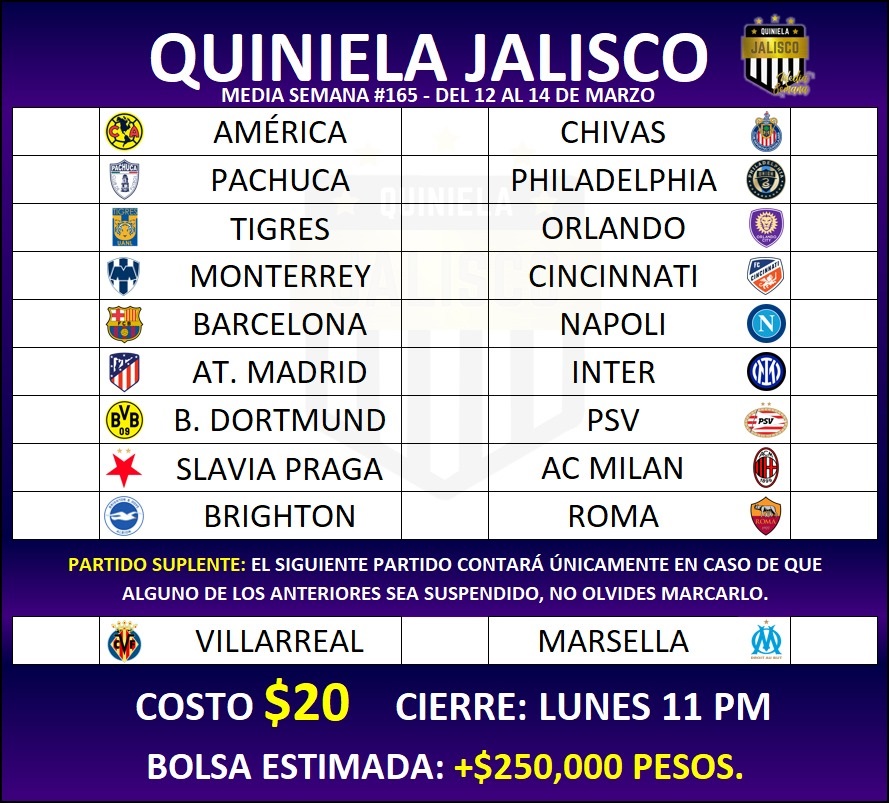 QUINIELA JALISCO
QUINIELA
JALISCO
Media
Semana
MEDIA SEMANA #165 - DEL 12 AL 14 DE MARZO
AMÉRICA CHIVAS
PACHUCA PHILADELPHIA
TIGRES ORLANDO
MONTERREY CINCINNATI
BARCELONA NAPOLI
AT. MADRID INTER
B. DORTMUND PSV
SLAVIA PRAGA AC MILAN
BRIGHTON ROMA
PARTIDO SUPLENTE: EL SIGUIENTE PARTIDO CONTARÁ ÚNICAMENTE EN CASO DE QUE
ALGUNO DE LOS ANTERIORES SEA SUSPENDIDO, NO OLVIDES MARCARLO.
VILLARREAL MARSELLA
COSTO $20 CIERRE: LUNES 11 PM
BOLSA ESTIMADA: +$250,000 PESOS.